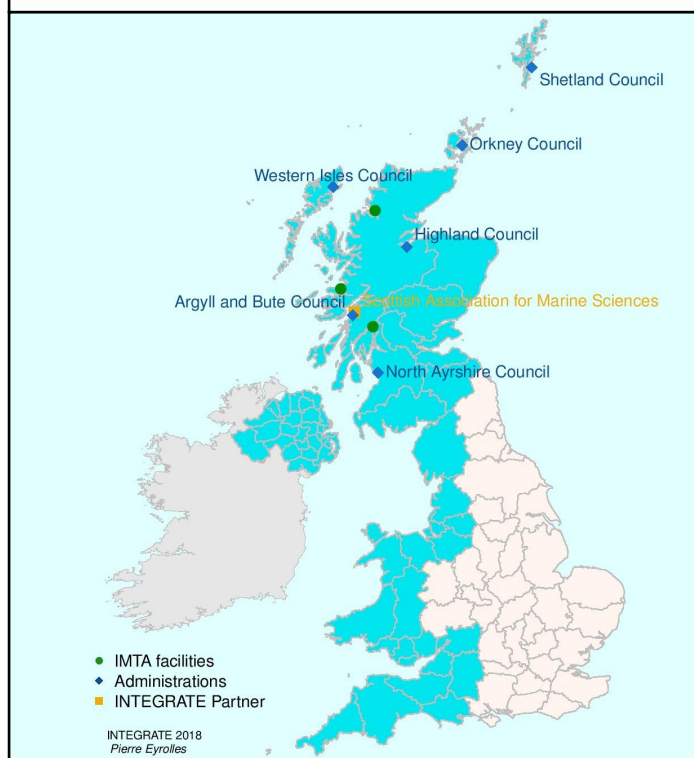 Shetland Council
Orkney Council
Western Isles Council
Highland Council
Argyll and Bute Council
Scottish Association for Marine Sciences
North Ayrshire Council
IMTA facilities
Administrations
INTEGRATE Partner
INTEGRATE 2018
Pierre Eyrolles